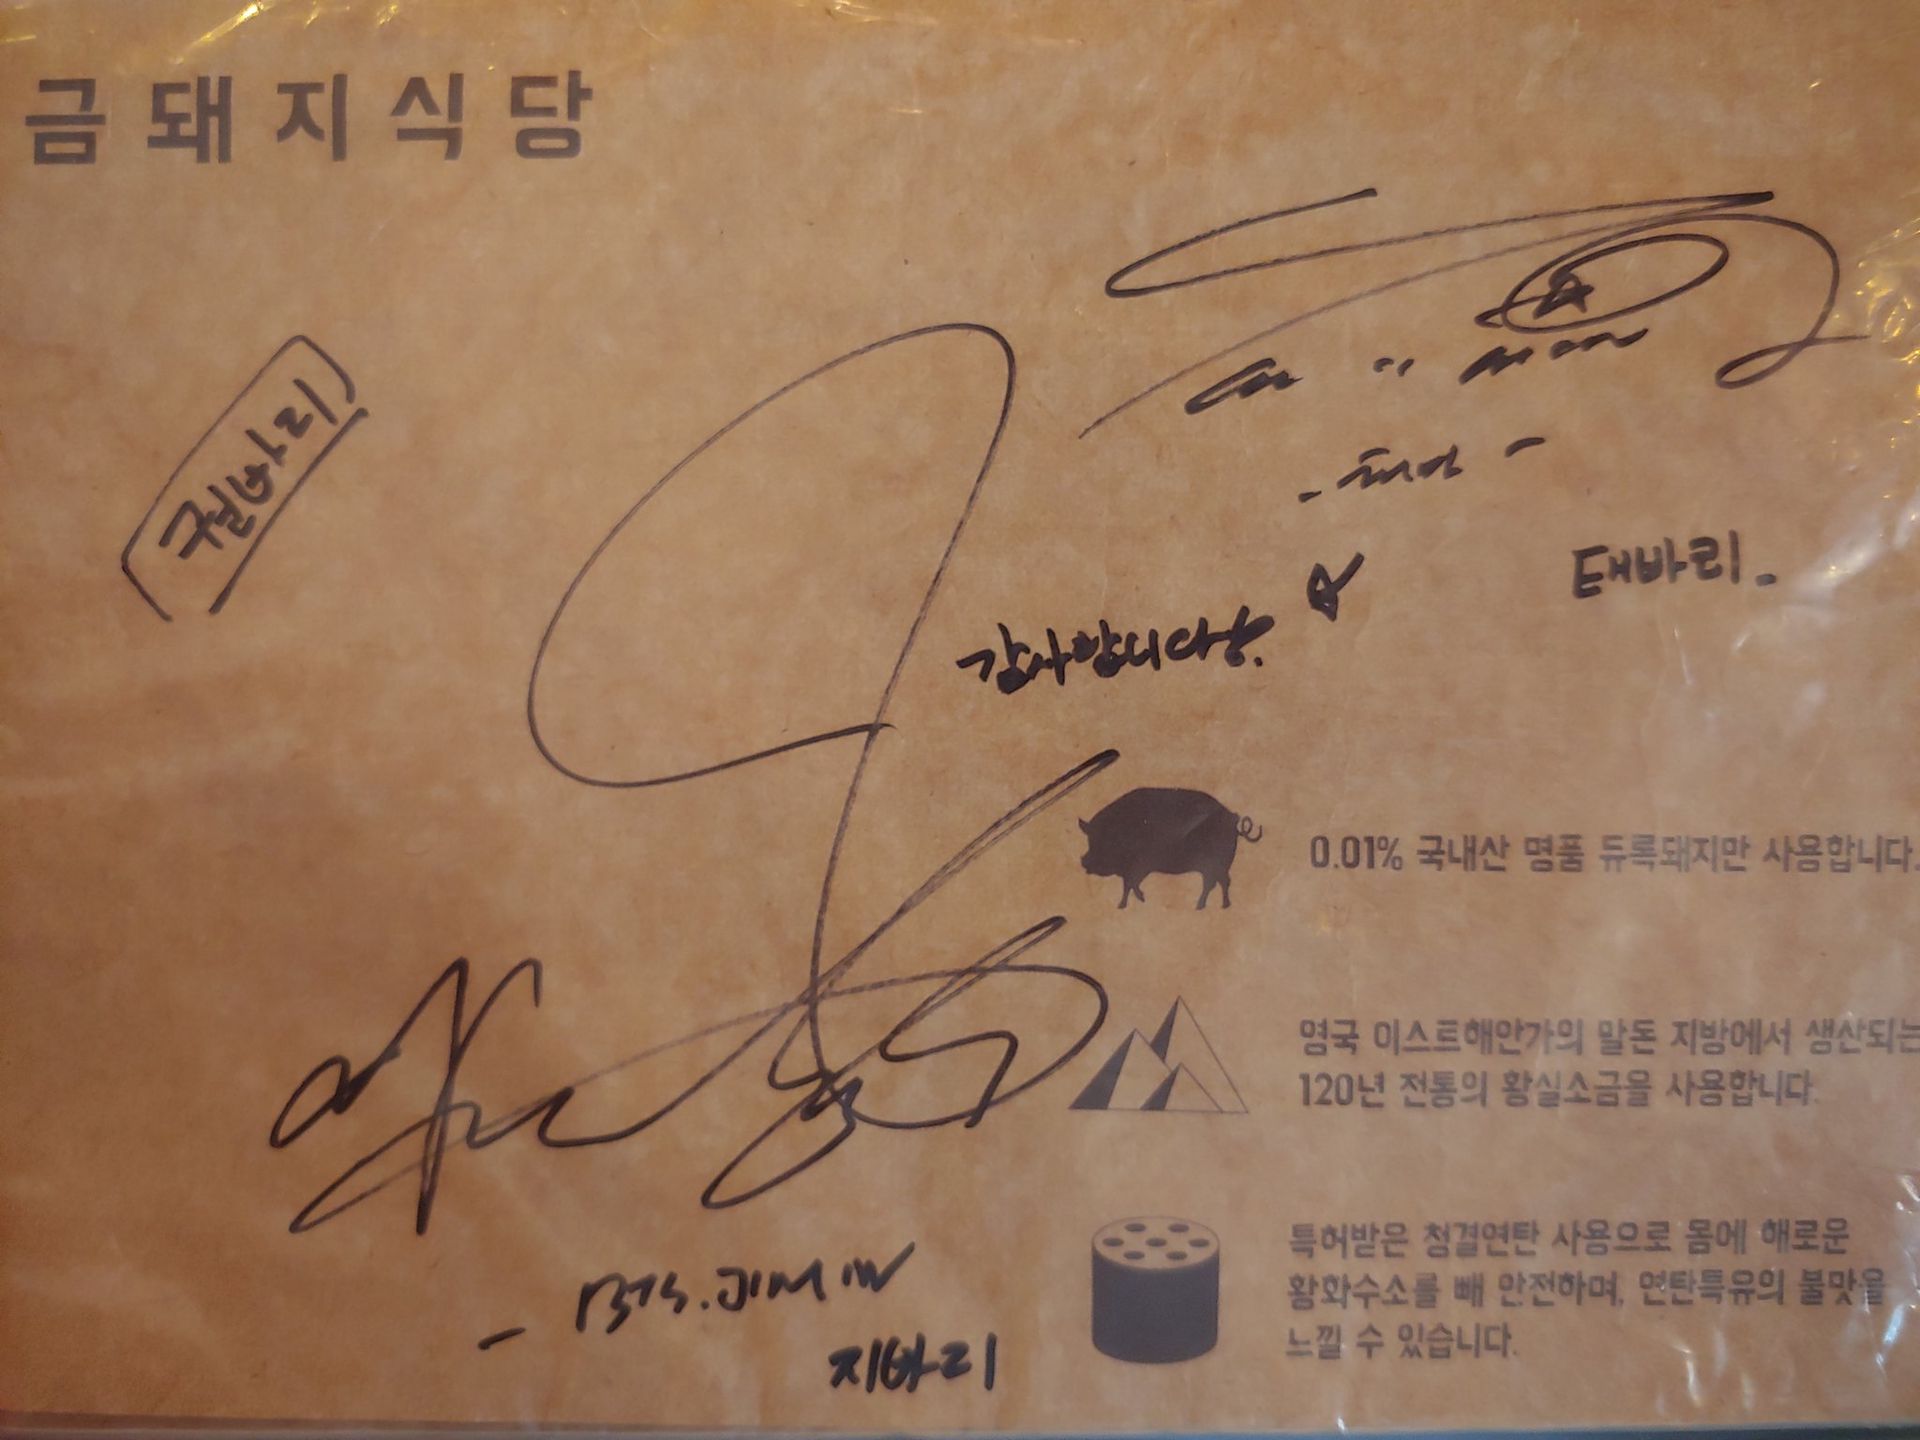 금돼지식당
권바리
태바리
감사합니다
0.01% 국내산 명품 듀록돼지만 사용합니다.
영국 이스트해안가의 말돈 지방에서 생산되는
120년 전통의 황실소금을 사용합니다.
특허받은 청결연탄 사용으로 몸에 해로운
황화수소를 빼 안전하며, 연탄특유의 불맛을
느낄 수 있습니다.
- BTS. JIMIN
지바리